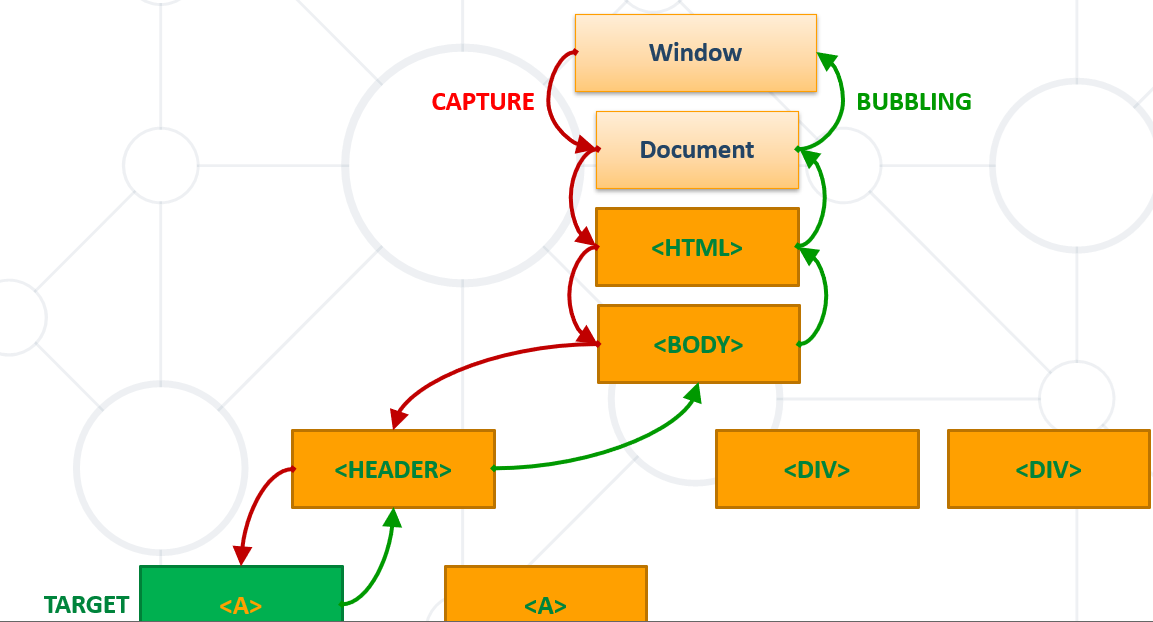 Window
CAPTURE
BUBBLING
Document
<HTML>
<BODY>
<HEADER>
<DIV>
<DIV>
TARGET
<A>
<A>